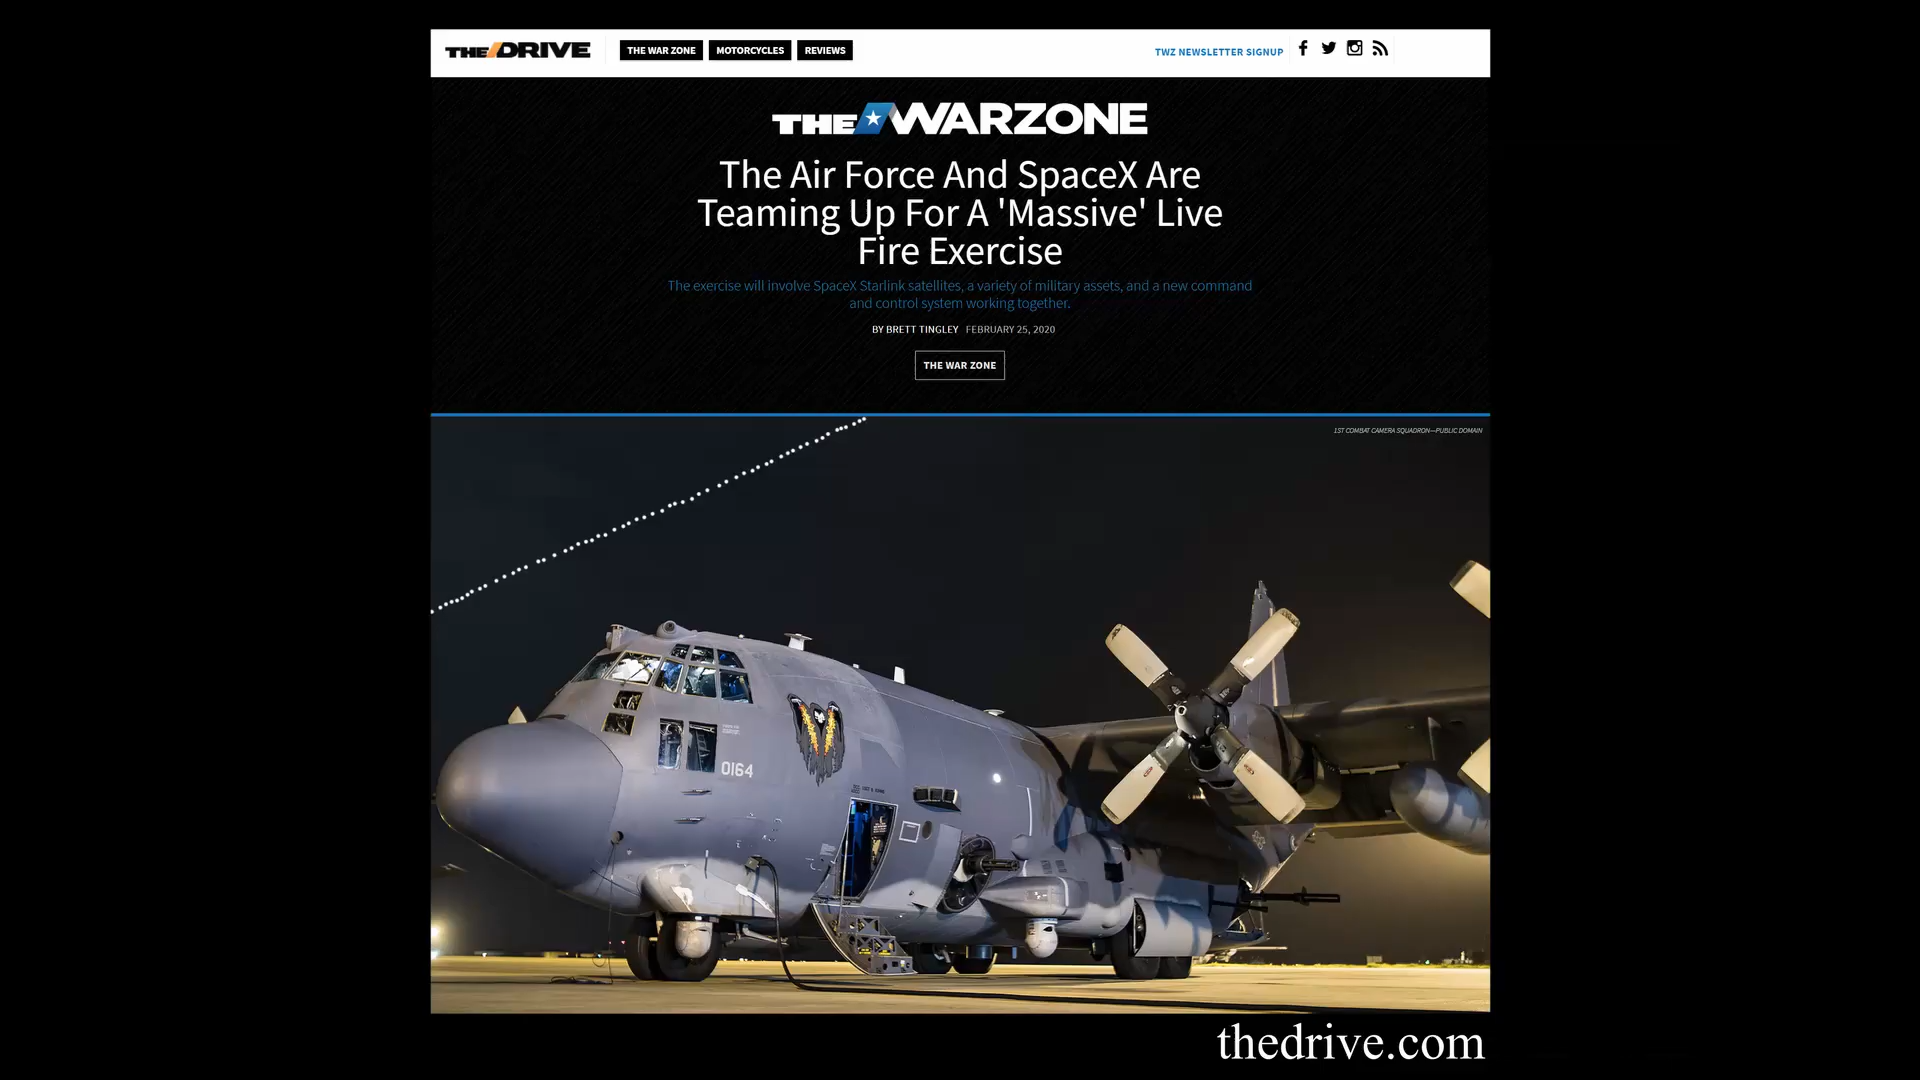 THE DRIVE
THE WAR ZONE
MOTORCYCLES
REVIEWS
TWZ NEWSLETTER SIGNUP
THE WARZONE
The Air Force And SpaceX Are
Teaming Up For A 'Massive' Live
Fire Exercise
The exercise will involve SpaceX Starlink satellites, a variety of military assets, and a new command
and control system working together.
BY BRETT TINGLEY FEBRUARY 25, 2020
THE WAR ZONE
1ST COMBAT CAMERA SQUADRON—PUBLIC DOMAIN
0164
thedrive.com